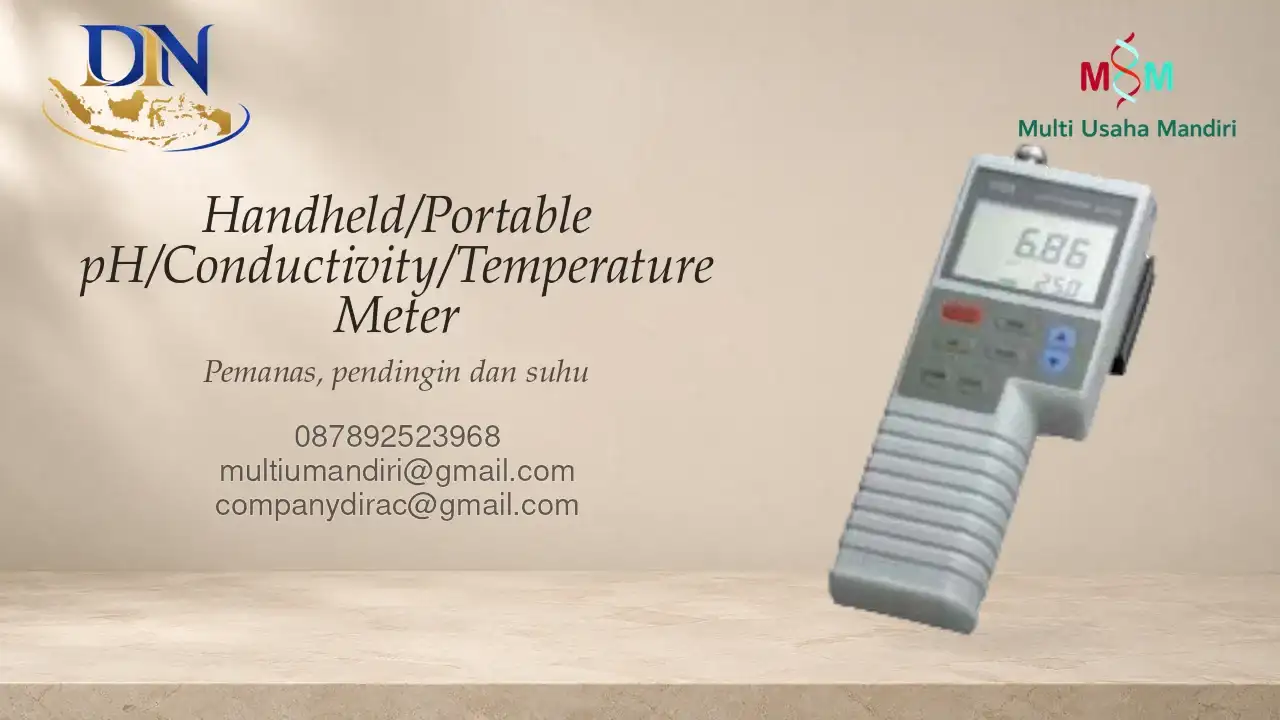 DIN
MSM
Multi Usaha Mandiri
Handheld/Portable
pH/Conductivity/Temperature
Meter
Pemanas, pendingin dan suhu
087892523968
multiumandiri@gmail.com
companydirac@gmail.com
6.86
25.0